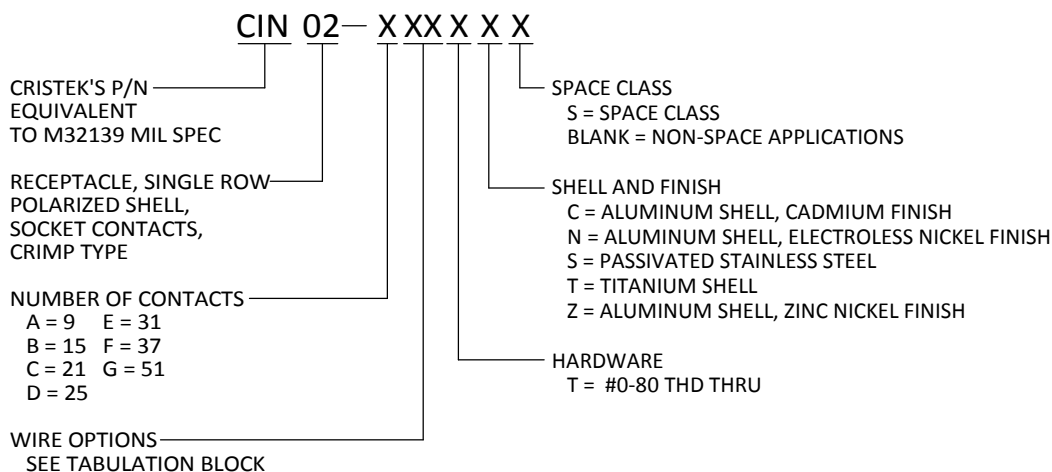 CIN 02— X XX X X X
CRISTEK'S P/N
EQUIVALENT
TO M32139 MIL SPEC
RECEPTACLE, SINGLE ROW
POLARIZED SHELL,
SOCKET CONTACTS,
CRIMP TYPE
NUMBER OF CONTACTS
A = 9 E = 31
B = 15 F = 37
C = 21 G = 51
D = 25
WIRE OPTIONS
SEE TABULATION BLOCK
SPACE CLASS
S = SPACE CLASS
BLANK = NON-SPACE APPLICATIONS
SHELL AND FINISH
C = ALUMINUM SHELL, CADMIUM FINISH
N = ALUMINUM SHELL, ELECTROLESS NICKEL FINISH
S = PASSIVATED STAINLESS STEEL
T = TITANIUM SHELL
Z = ALUMINUM SHELL, ZINC NICKEL FINISH
HARDWARE
T = #0-80 THD THRU